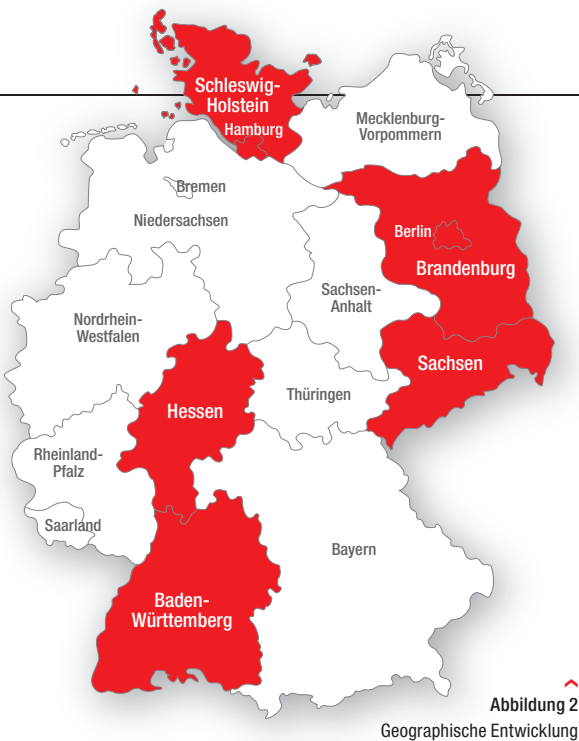 Schleswig-
Holstein
Hamburg
Mecklenburg-
Vorpommern
Bremen
Niedersachsen
Berlin
Brandenburg
Sachsen-
Anhalt
Nordrhein-
Westfalen
Sachsen
Thüringen
Hessen
Rheinland-
Pfalz
Saarland
Bayern
Baden-
Württemberg
Abbildung 2
Geographische Entwicklung